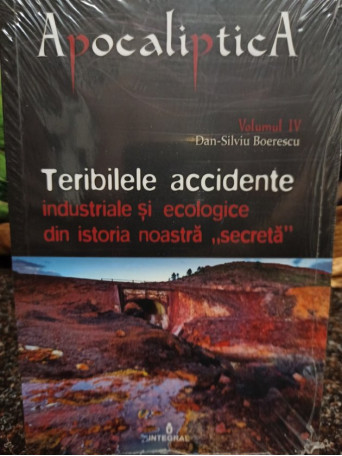 ApocalipticA
Volumul IV
Dan-Silviu Boerescu
Teribilele accidente
industriale și ecologice
din istoria noastră „secretă"
INTEGRAL